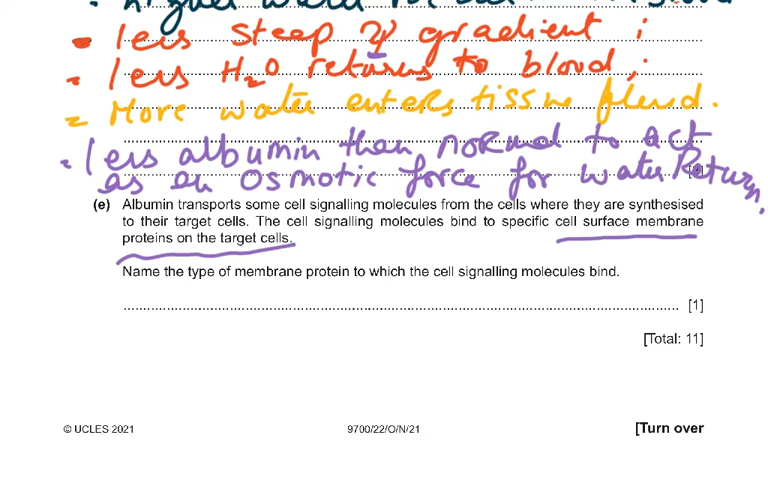 - less steep ψ gradient ;
- less H₂O returns to blood ;
= More water enters tissue
- less albumin than normal to act
as an osmotic force for water Return.
(e) Albumin transports some cell signalling molecules from the cells where they are synthesised
to their target cells. The cell signalling molecules bind to specific cell surface membrane
proteins on the target cells.
Name the type of membrane protein to which the cell signalling molecules bind.
[1]
[Total: 11]
© UCLES 2021 9700/22/O/N/21 [Turn over